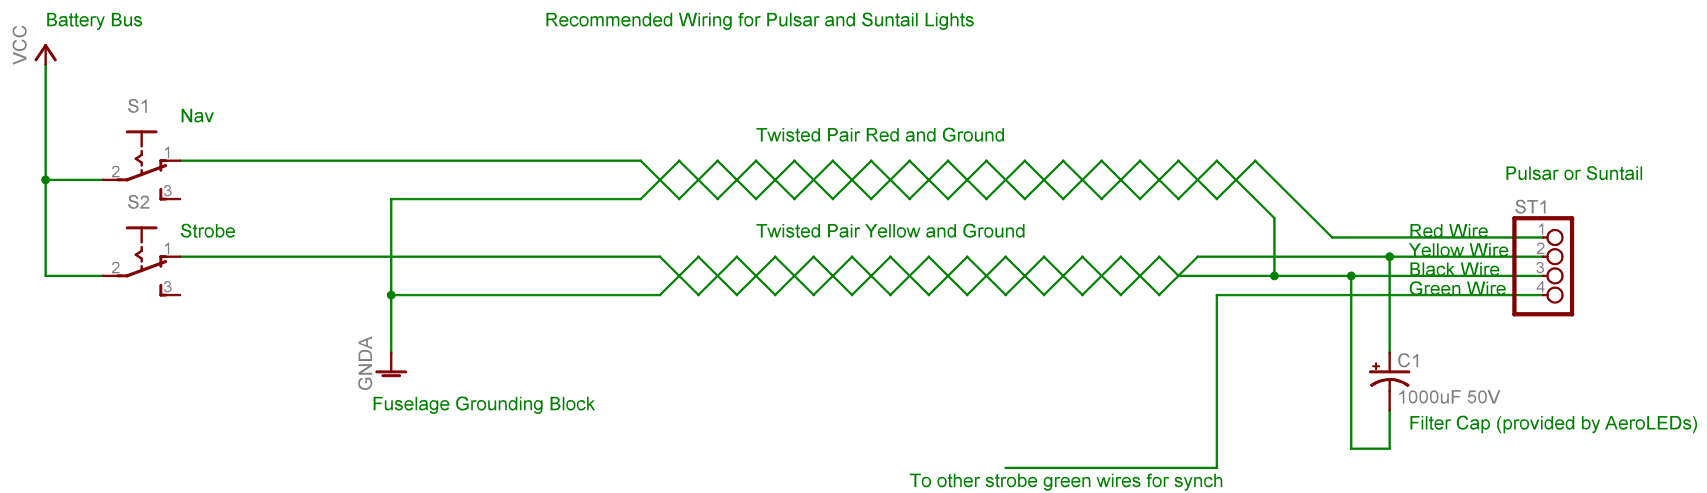 Battery Bus
Recommended Wiring for Pulsar and Suntail Lights
VCC
S1
Nav
1
2
3
Twisted Pair Red and Ground
S2
Strobe
1
2
3
Twisted Pair Yellow and Ground
Pulsar or Suntail
ST1
Red Wire 1
Yellow Wire 2
Black Wire 3
Green Wire 4
GNDA
Fuselage Grounding Block
+ C1
1000uF 50V
Filter Cap (provided by AeroLEDs)
To other strobe green wires for synch